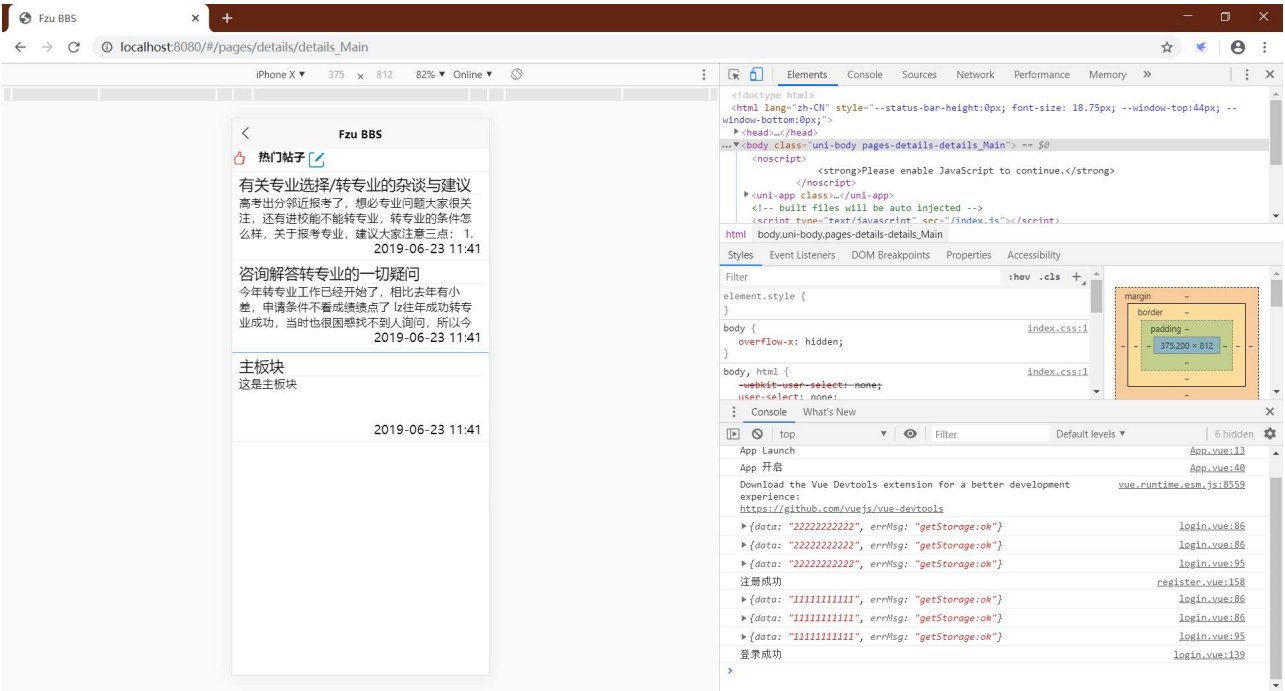 Fzu BBS
localhost:8080/#/pages/details/details_Main
iPhone X ▼ 375 x 812 82% ▼ Online ▼
Fzu BBS
热门帖子
有关专业选择/转专业的杂谈与建议
高考出分邻近报考了，想必专业问题大家很关
注，还有进校能不能转专业，转专业的条件怎
么样，关于报考专业，建议大家注意三点： 1.
2019-06-23 11:41
咨询解答转专业的一切疑问
今年转专业工作已经开始了，相比去年有小
差，申请条件不看成绩绩点了 lz往年成功转专
业成功，当时也很困惑找不到人询问，所以今
2019-06-23 11:41
主板块
这是主板块
2019-06-23 11:41
Elements Console Sources Network Performance Memory »
<!doctype html>
<html lang="zh-CN" style="--status-bar-height:0px; font-size: 18.75px; --window-top:44px; --
window-bottom:0px;">
▶<head>…</head>
…▼<body class="uni-body pages-details-details_Main"> == $0
<noscript>
<strong>Please enable JavaScript to continue.</strong>
</noscript>
▶<uni-app class>…</uni-app>
<!-- built files will be auto injected -->
<script type="text/javascript" src="/index.js"></script>
html body.uni-body.pages-details-details_Main
Styles Event Listeners DOM Breakpoints Properties Accessibility
Filter :hov .cls +
element.style {
}
body { index.css:1
overflow-x: hidden;
}
body, html { index.css:1
-webkit-user-select: none;
user-select: none;
margin –
border –
padding –
– – – 375.200 × 812 – – –
–
–
–
Console What's New
top ▼ Filter Default levels ▼ 6 hidden
App Launch App.vue:13
App 开启 App.vue:40
Download the Vue Devtools extension for a better development vue.runtime.esm.js:8559
experience:
https://github.com/vuejs/vue-devtools
▶{data: "22222222222", errMsg: "getStorage:ok"} login.vue:86
▶{data: "22222222222", errMsg: "getStorage:ok"} login.vue:86
▶{data: "22222222222", errMsg: "getStorage:ok"} login.vue:95
注册成功 register.vue:158
▶{data: "11111111111", errMsg: "getStorage:ok"} login.vue:86
▶{data: "11111111111", errMsg: "getStorage:ok"} login.vue:86
▶{data: "11111111111", errMsg: "getStorage:ok"} login.vue:95
登录成功 login.vue:139